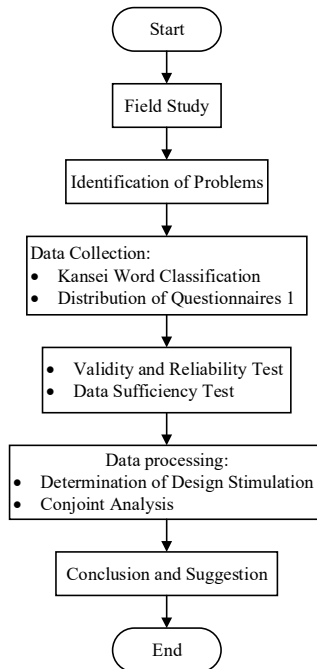 Start
Field Study
Identification of Problems
Data Collection:
• Kansei Word Classification
• Distribution of Questionnaires 1
• Validity and Reliability Test
• Data Sufficiency Test
Data processing:
• Determination of Design Stimulation
• Conjoint Analysis
Conclusion and Suggestion
End